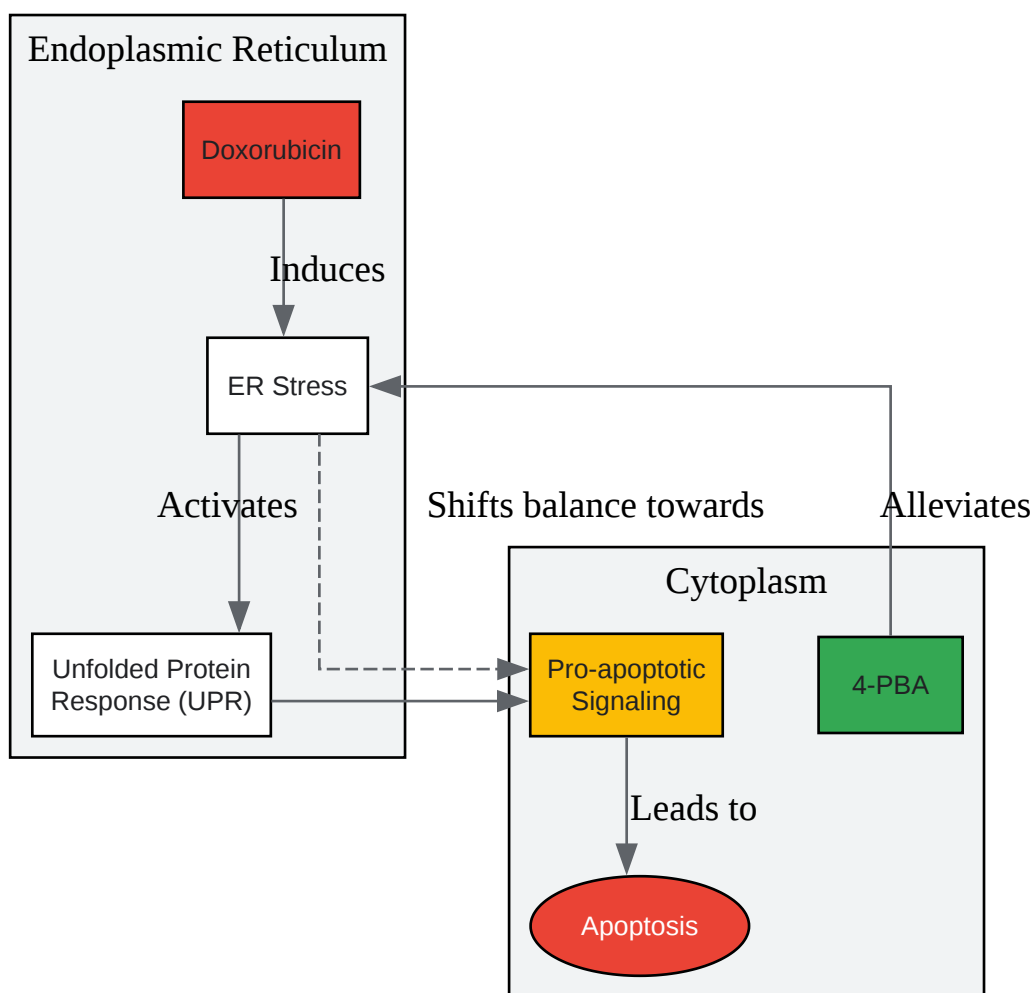 Endoplasmic Reticulum
Doxorubicin
Induces
ER Stress
Activates
Shifts balance towards
Alleviates
Cytoplasm
Unfolded Protein
Response (UPR)
Pro-apoptotic
Signaling
4-PBA
Leads to
Apoptosis